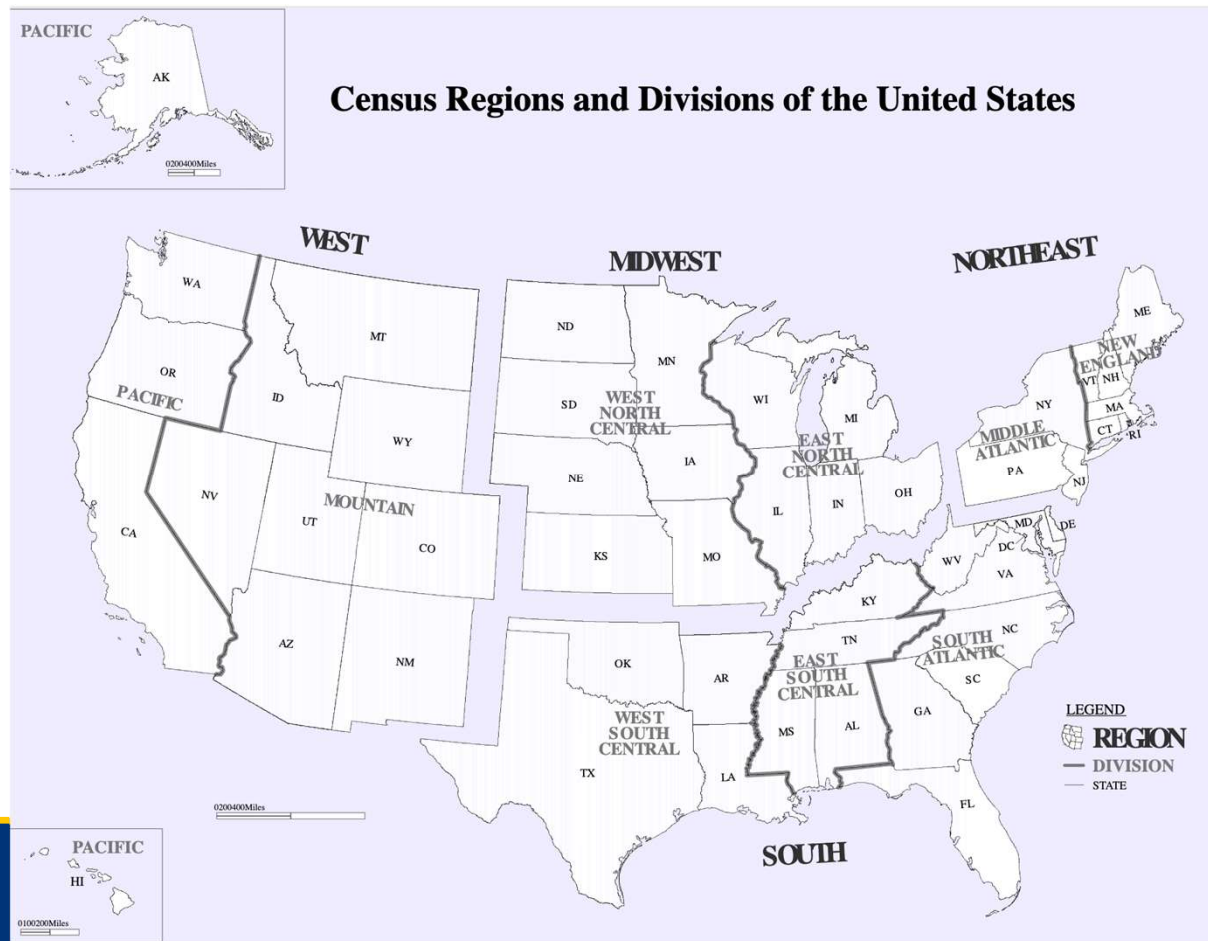 PACIFIC
AK
0200400Miles
Census Regions and Divisions of the United States
WEST
MIDWEST
NORTHEAST
WA
MT
ND
MN
ME
OR
PACIFIC
ID
SD
WEST
NORTH
CENTRAL
WI
MI
NY
NEW
ENGLAND
VT
NH
MA
CT
RI
WY
IA
EAST
NORTH
CENTRAL
MIDDLE
ATLANTIC
PA
NJ
NV
MOUNTAIN
UT
NE
IL
IN
OH
CA
CO
KS
MO
WV
MD
DE
DC
VA
KY
AZ
NM
OK
AR
TN
NC
SOUTH
ATLANTIC
SC
EAST
SOUTH
CENTRAL
WEST
SOUTH
CENTRAL
MS
AL
GA
TX
LA
FL
0200400Miles
SOUTH
LEGEND
REGION
DIVISION
STATE
PACIFIC
HI
0100200Miles